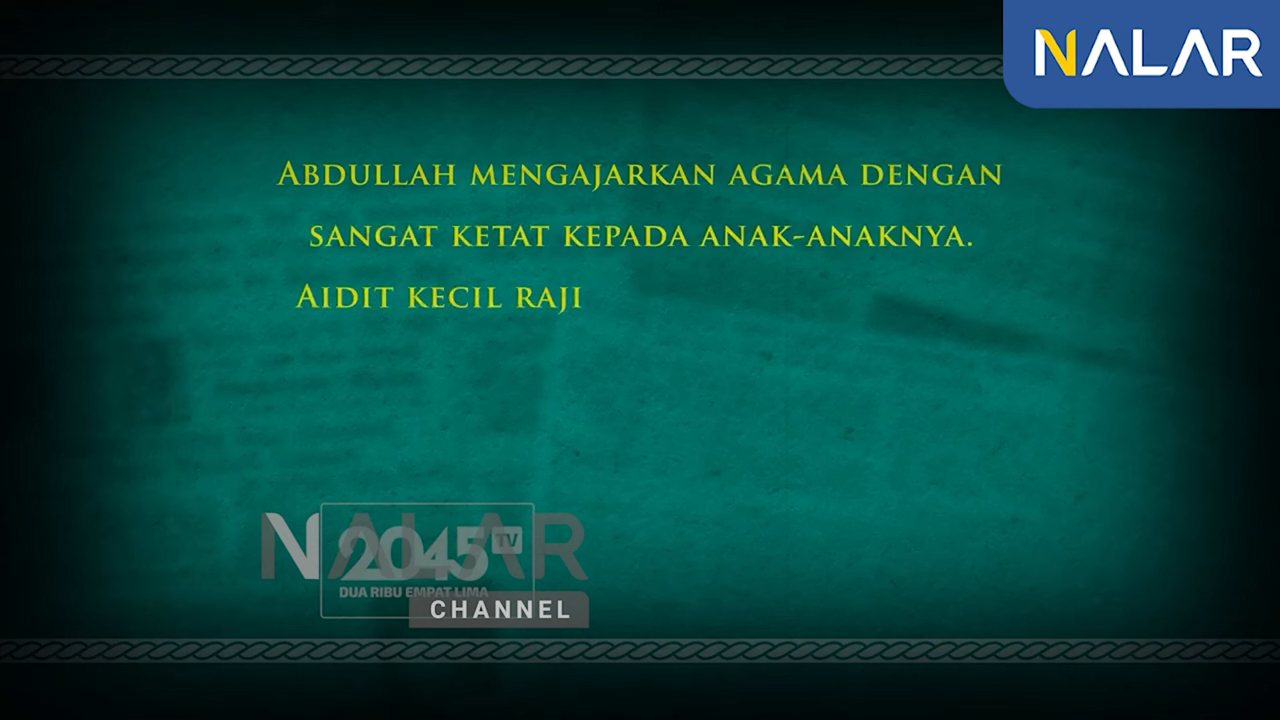 NALAR
ABDULLAH MENGAJARKAN AGAMA DENGAN
SANGAT KETAT KEPADA ANAK-ANAKNYA.
AIDIT KECIL RAJI
NALAR
2045 TV
DUA RIBU EMPAT LIMA
CHANNEL